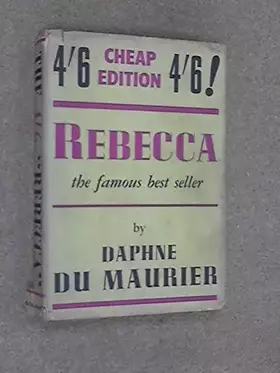 4/6 CHEAP EDITION 4/6!
REBECCA
the famous best seller
by
DAPHNE
DU MAURIER